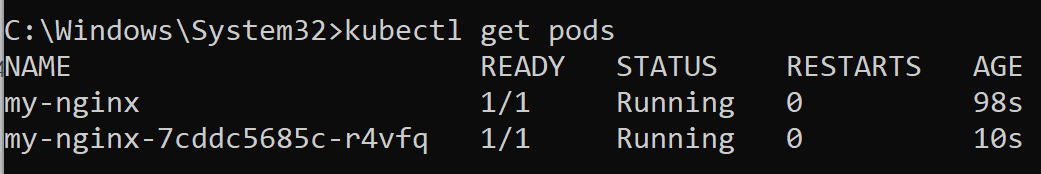 C:\Windows\System32>kubectl get pods
NAME READY STATUS RESTARTS AGE
my-nginx 1/1 Running 0 98s
my-nginx-7cddc5685c-r4vfq 1/1 Running 0 10s